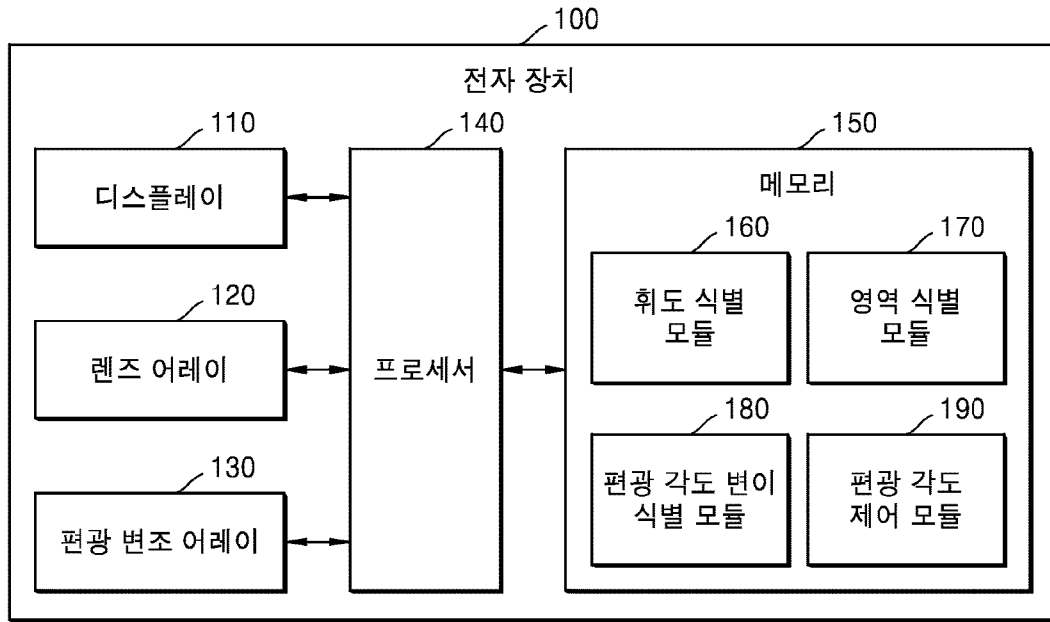 100
전자 장치
110
디스플레이
120
렌즈 어레이
130
편광 변조 어레이
140
프로세서
150
메모리
160
휘도 식별
모듈
170
영역 식별
모듈
180
편광 각도 변이
식별 모듈
190
편광 각도
제어 모듈